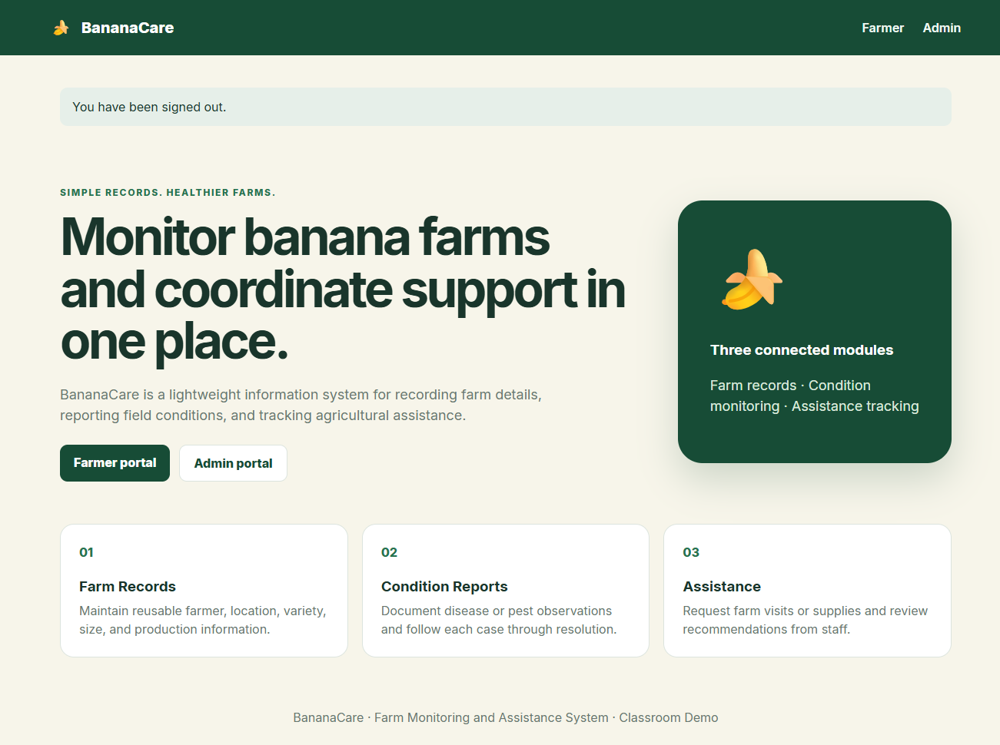 BananaCare
Farmer
Admin
You have been signed out.
SIMPLE RECORDS. HEALTHIER FARMS.
Monitor banana farms
and coordinate support in
one place.
BananaCare is a lightweight information system for recording farm details,
reporting field conditions, and tracking agricultural assistance.
Farmer portal
Admin portal
Three connected modules
Farm records · Condition
monitoring · Assistance tracking
01
Farm Records
Maintain reusable farmer, location, variety,
size, and production information.
02
Condition Reports
Document disease or pest observations
and follow each case through resolution.
03
Assistance
Request farm visits or supplies and review
recommendations from staff.
BananaCare · Farm Monitoring and Assistance System · Classroom Demo